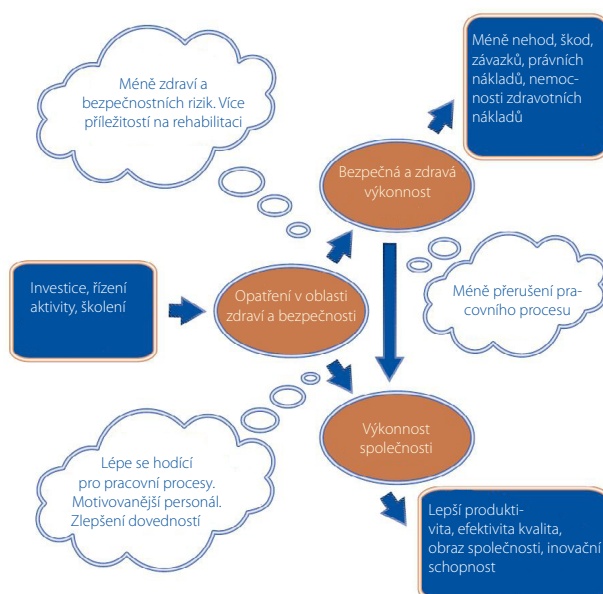 Méně nehod, škod,
závazků, právních
nákladů, nemoc-
nosti zdravotních
nákladů
Méně zdraví a
bezpečnostních rizik. Více
příležitostí na rehabilitaci
Bezpečná a zdravá
výkonnost
Investice, řízení
aktivity, školení
Opatření v oblasti
zdraví a bezpečnosti
Méně přerušení pra-
covního procesu
Výkonnost
společnosti
Lépe se hodící
pro pracovní procesy.
Motivovanější personál.
Zlepšení dovedností
Lepší produkti-
vita, efektivita kvalita,
obraz společnosti, inovační
schopnost